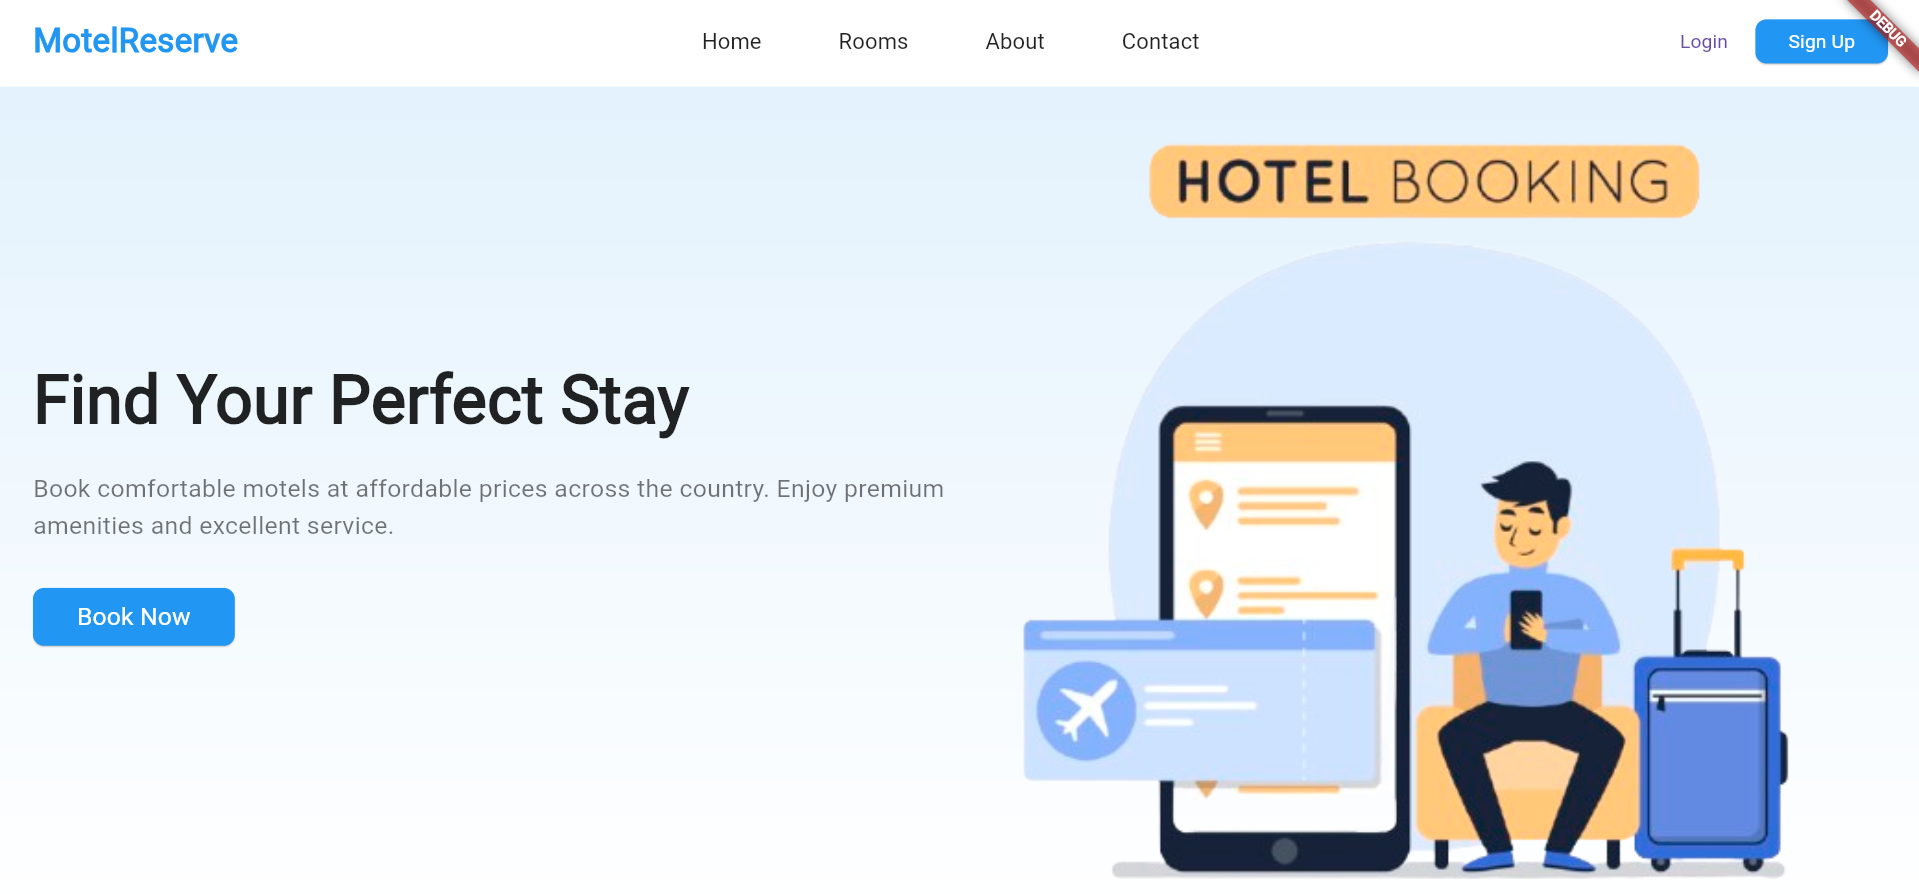 MotelReserve
Home
Rooms
About
Contact
Login
Sign Up
DEBUG
HOTEL BOOKING
Find Your Perfect Stay
Book comfortable motels at affordable prices across the country. Enjoy premium
amenities and excellent service.
Book Now